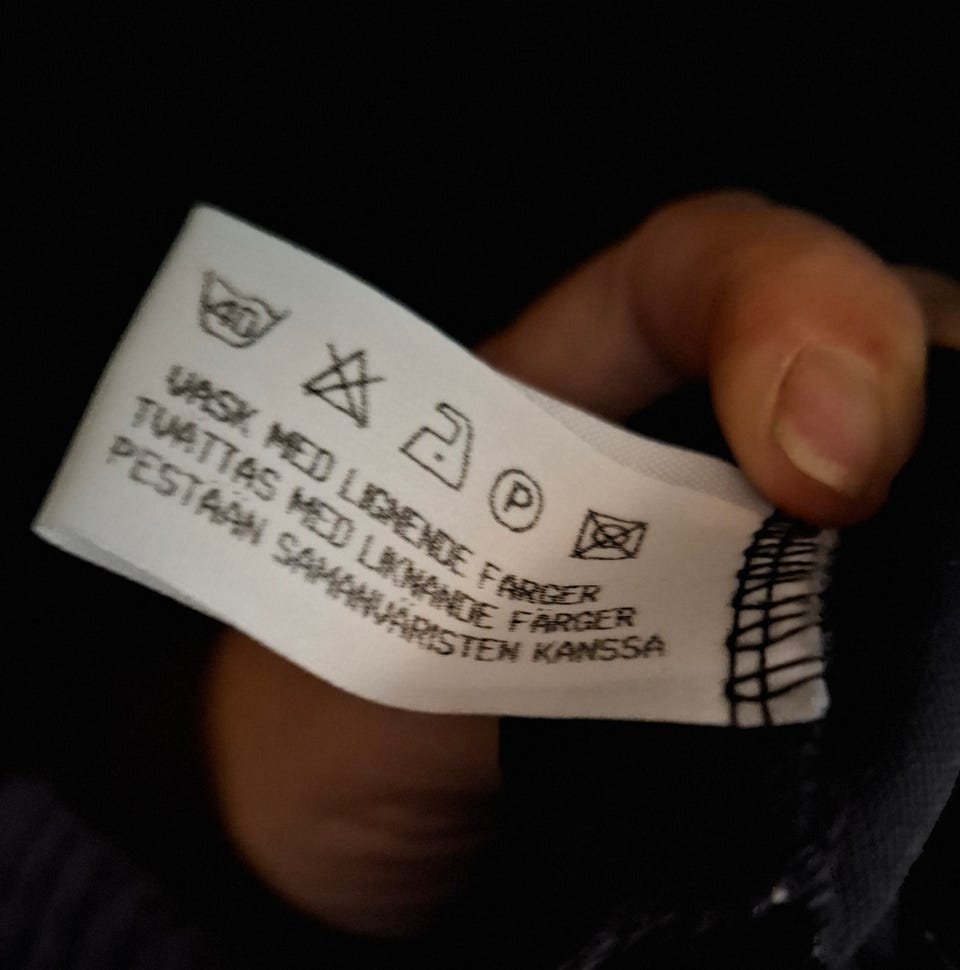 40
P
VASK MED LIGNENDE FARGER
TVÄTTAS MED LIKNANDE FÄRGER
PESTÄÄN SAMANVÄRISTEN KANSSA